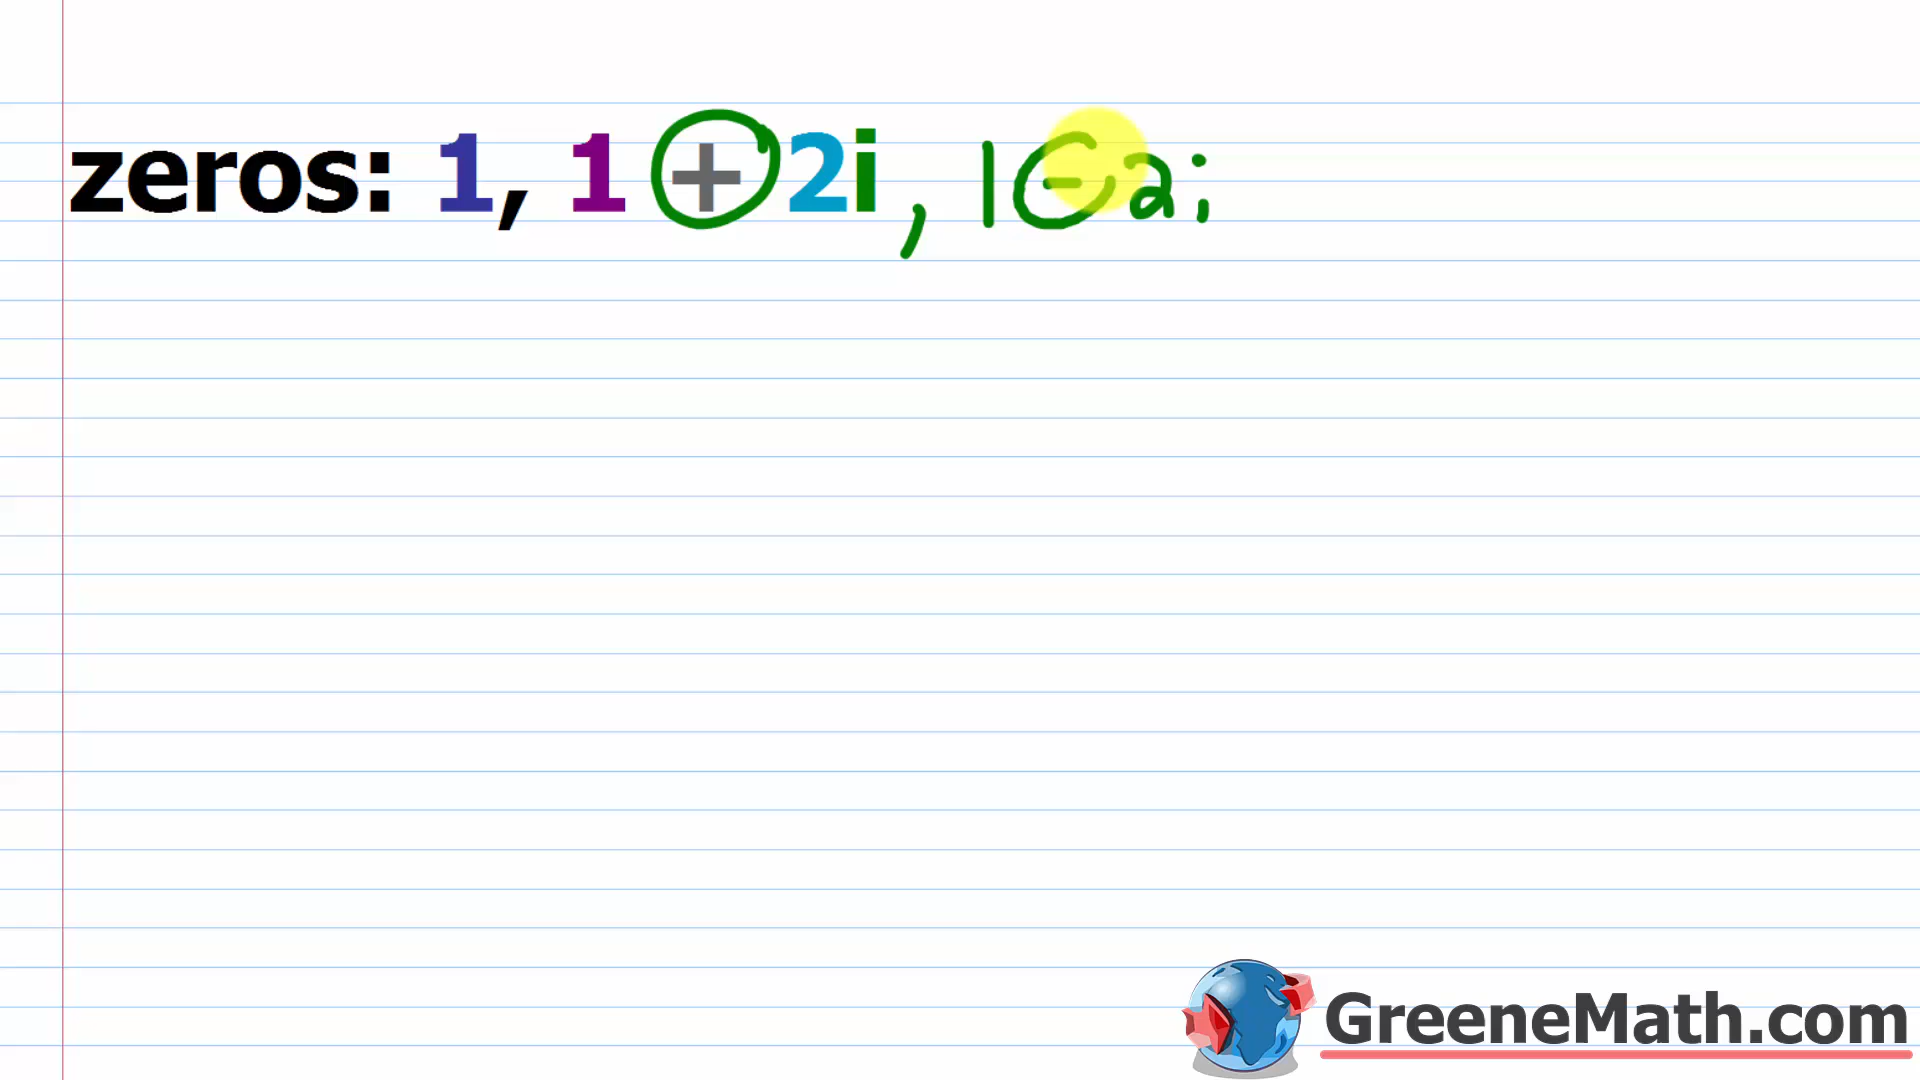 zeros: 1, 1 + 2i, 1 - 2i
GreeneMath.com